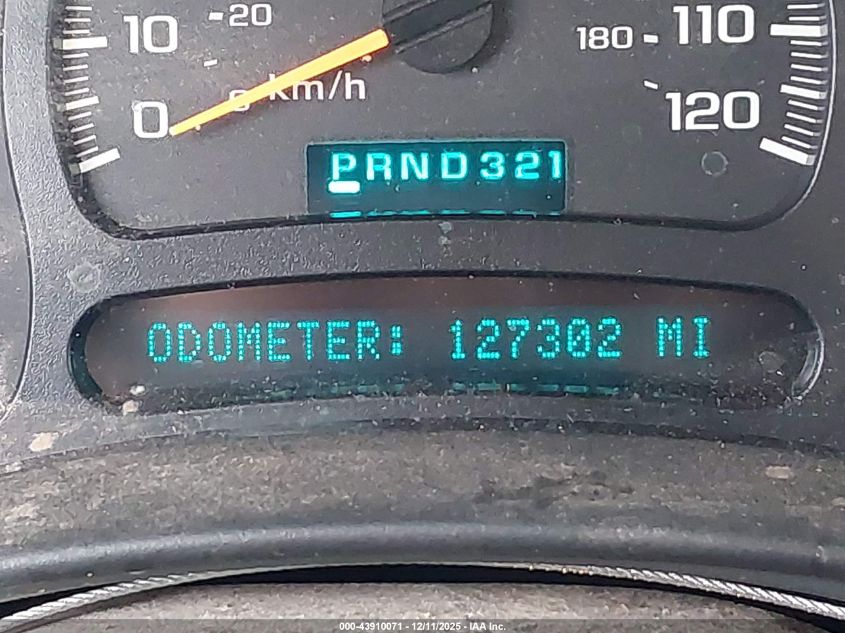 10 20 180 110
0 km/h 120
PRND321
ODOMETER: 127302 MI
000-43910071 - 12/11/2025 - IAA Inc.